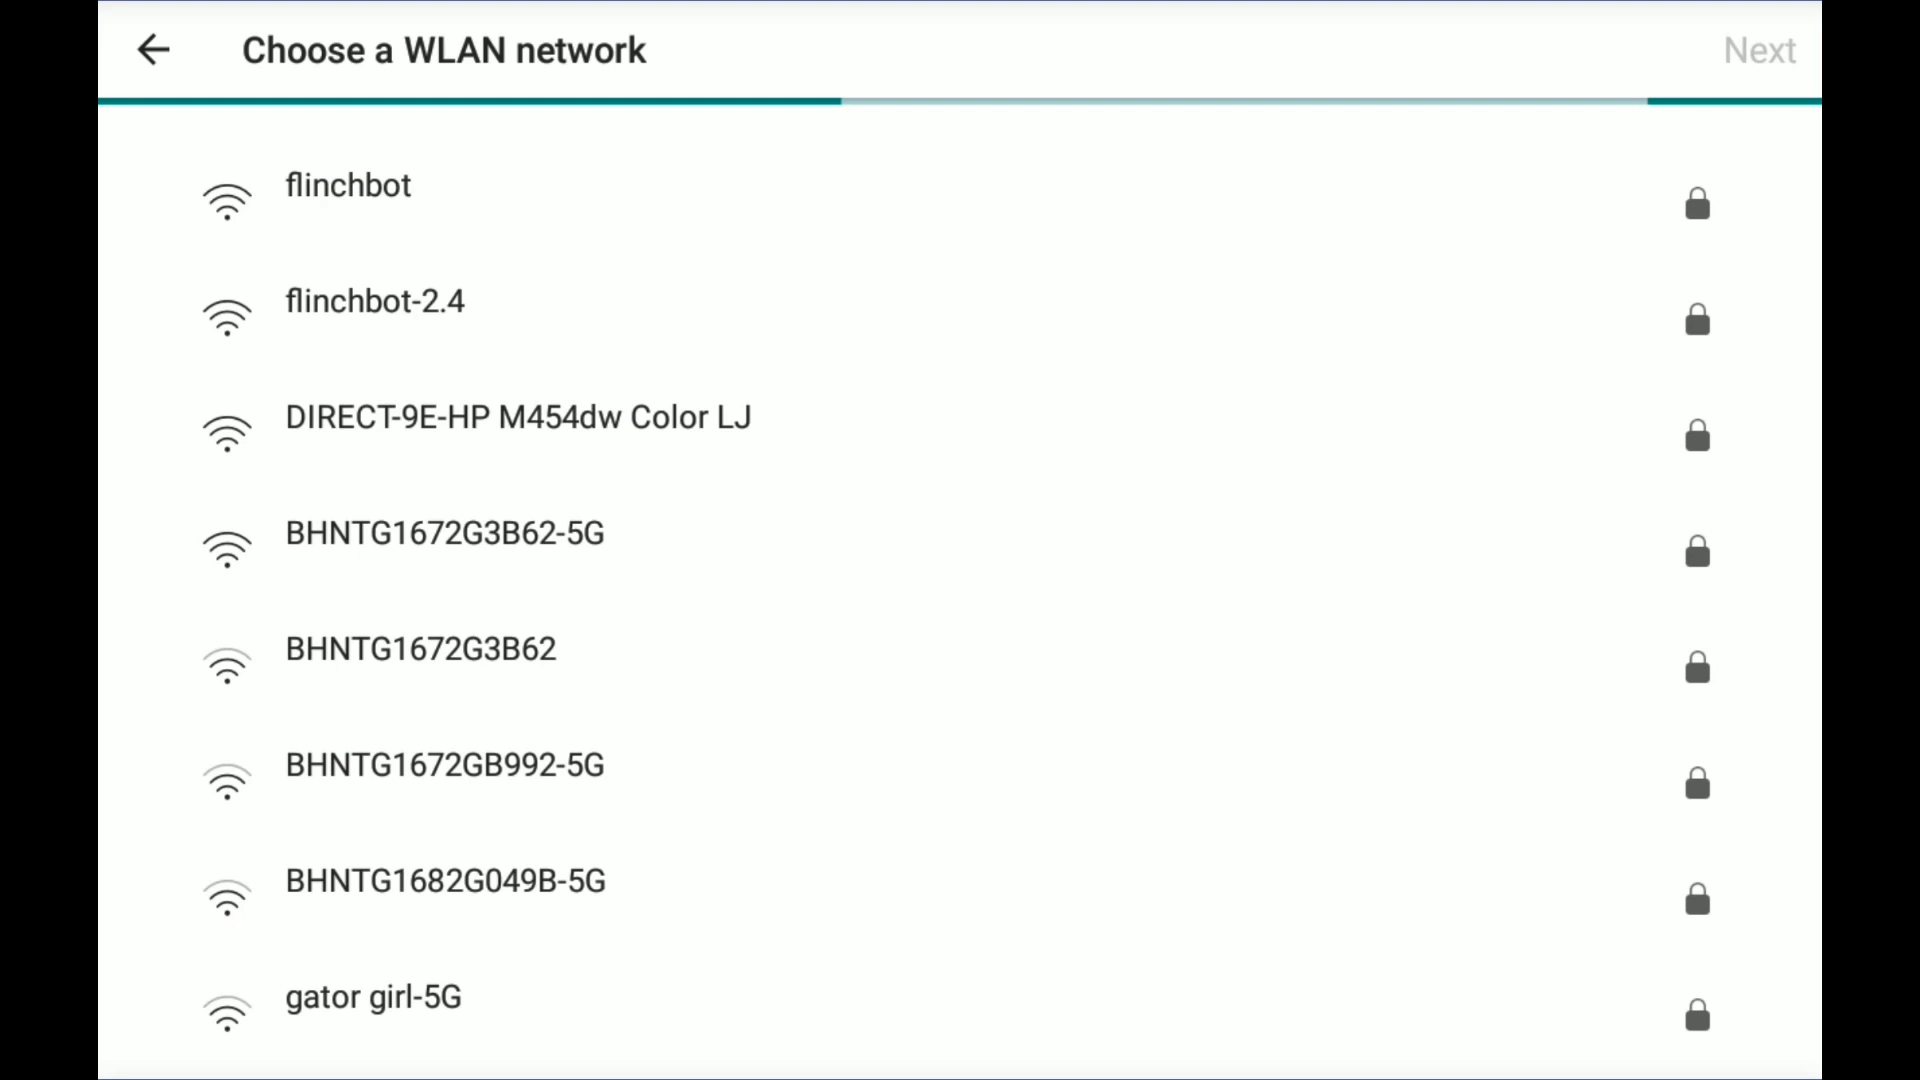 Choose a WLAN network
Next
flinchbot
flinchbot-2.4
DIRECT-9E-HP M454dw Color LJ
BHNTG1672G3B62-5G
BHNTG1672G3B62
BHNTG1672GB992-5G
BHNTG1682G049B-5G
gator girl-5G